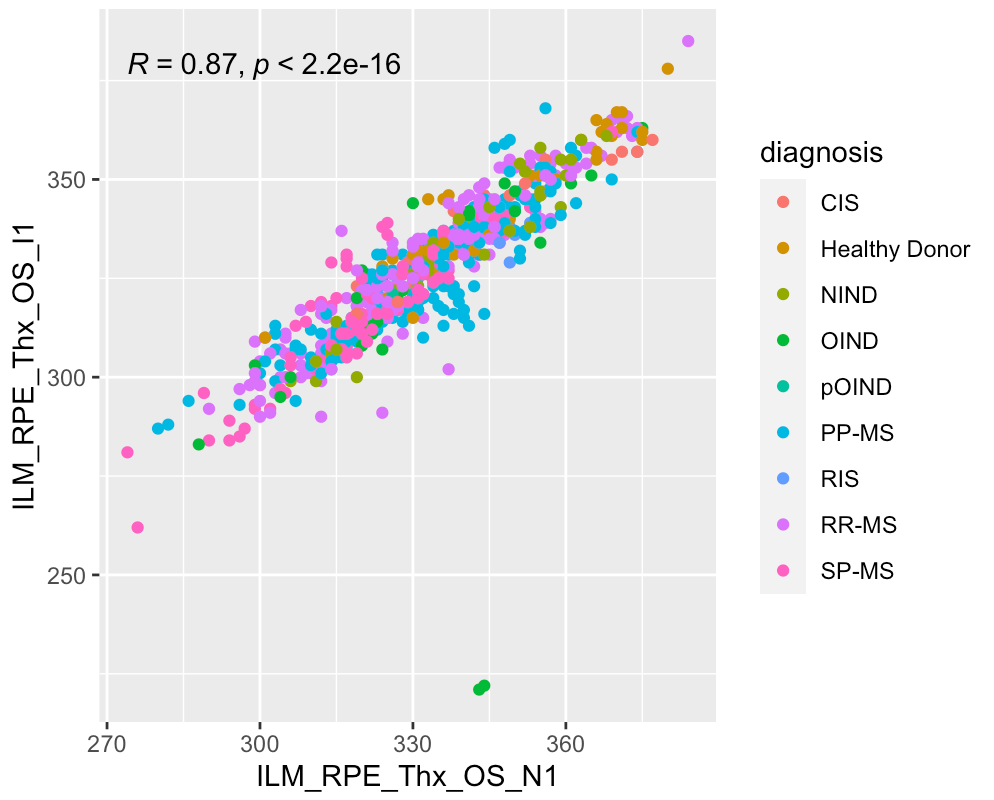 R = 0.87, p < 2.2e-16
350
300
250
270
300
330
360
ILM_RPE_Thx_OS_N1
ILM_RPE_Thx_OS_I1
diagnosis
CIS
Healthy Donor
NIND
OIND
pOIND
PP-MS
RIS
RR-MS
SP-MS